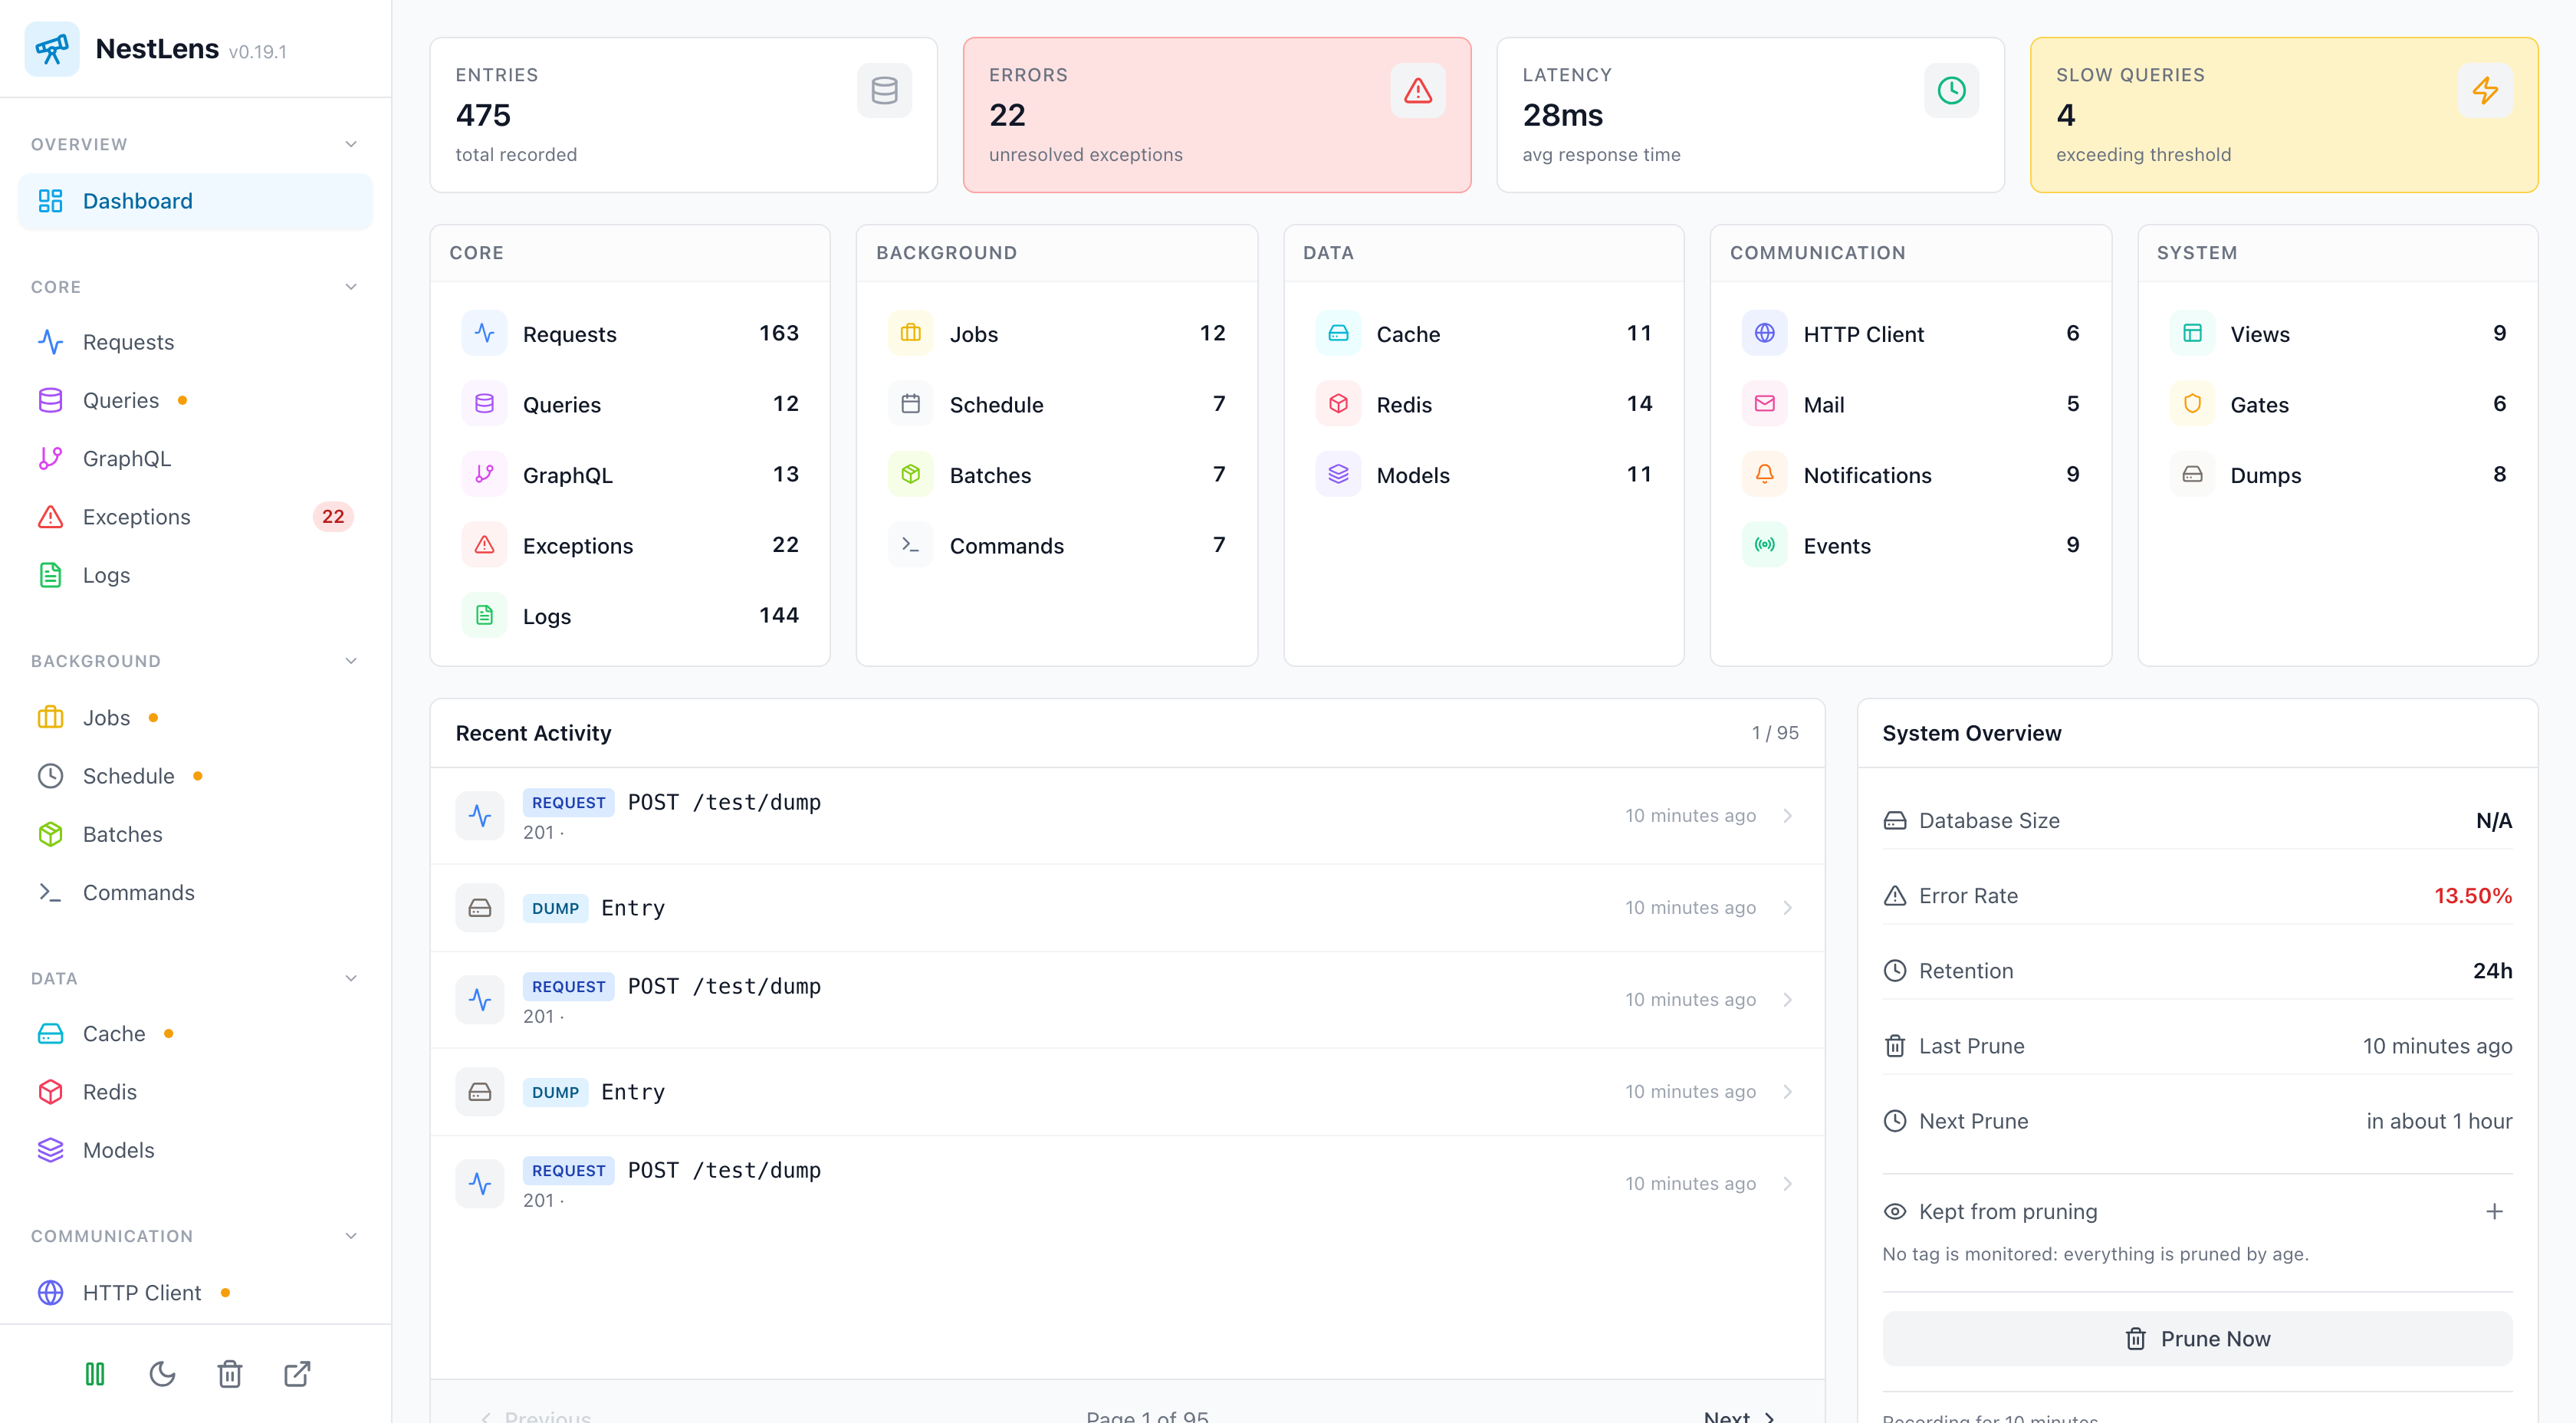 NestLens v0.19.1
OVERVIEW
Dashboard
CORE
Requests
Queries
GraphQL
Exceptions 22
Logs
BACKGROUND
Jobs
Schedule
Batches
Commands
DATA
Cache
Redis
Models
COMMUNICATION
HTTP Client
ENTRIES
475
total recorded
ERRORS
22
unresolved exceptions
LATENCY
28ms
avg response time
SLOW QUERIES
4
exceeding threshold
CORE
Requests 163
Queries 12
GraphQL 13
Exceptions 22
Logs 144
BACKGROUND
Jobs 12
Schedule 7
Batches 7
Commands 7
DATA
Cache 11
Redis 14
Models 11
COMMUNICATION
HTTP Client 6
Mail 5
Notifications 9
Events 9
SYSTEM
Views 9
Gates 6
Dumps 8
Recent Activity 1 / 95
REQUEST POST /test/dump
201 ·
10 minutes ago
DUMP Entry
10 minutes ago
REQUEST POST /test/dump
201 ·
10 minutes ago
DUMP Entry
10 minutes ago
REQUEST POST /test/dump
201 ·
10 minutes ago
Previous Page 1 of 95 Next
System Overview
Database Size N/A
Error Rate 13.50%
Retention 24h
Last Prune 10 minutes ago
Next Prune in about 1 hour
Kept from pruning
No tag is monitored: everything is pruned by age.
Prune Now
Recording for 10 minutes